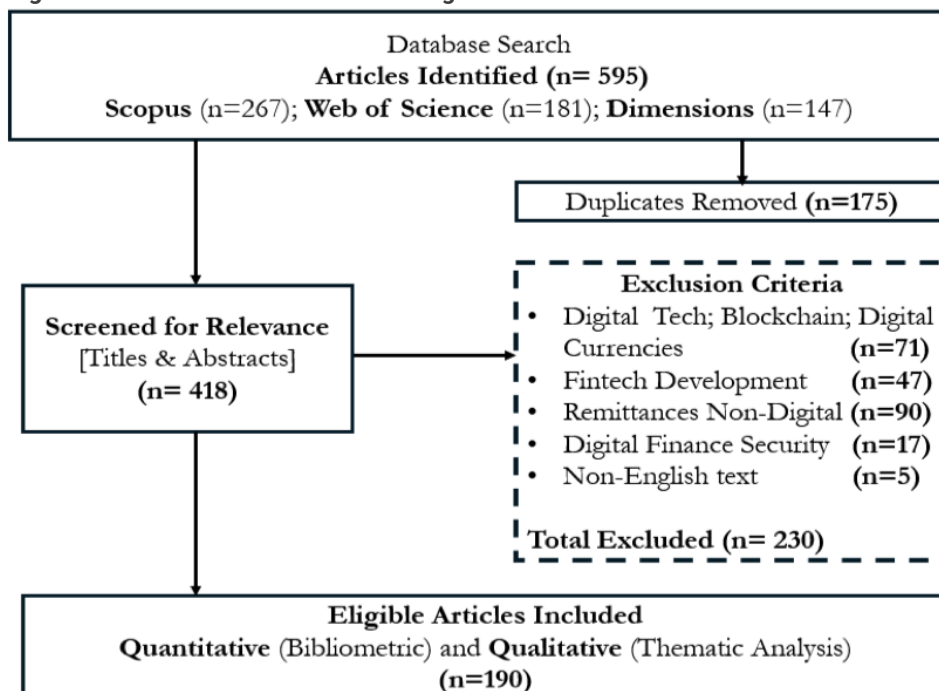 Database Search
Articles Identified (n= 595)
Scopus (n=267); Web of Science (n=181); Dimensions (n=147)
Duplicates Removed (n=175)
Exclusion Criteria
• Digital Tech; Blockchain; Digital
Currencies (n=71)
• Fintech Development (n=47)
• Remittances Non-Digital (n=90)
• Digital Finance Security (n=17)
• Non-English text (n=5)
Total Excluded (n= 230)
Screened for Relevance
[Titles & Abstracts]
(n= 418)
Eligible Articles Included
Quantitative (Bibliometric) and Qualitative (Thematic Analysis)
(n=190)